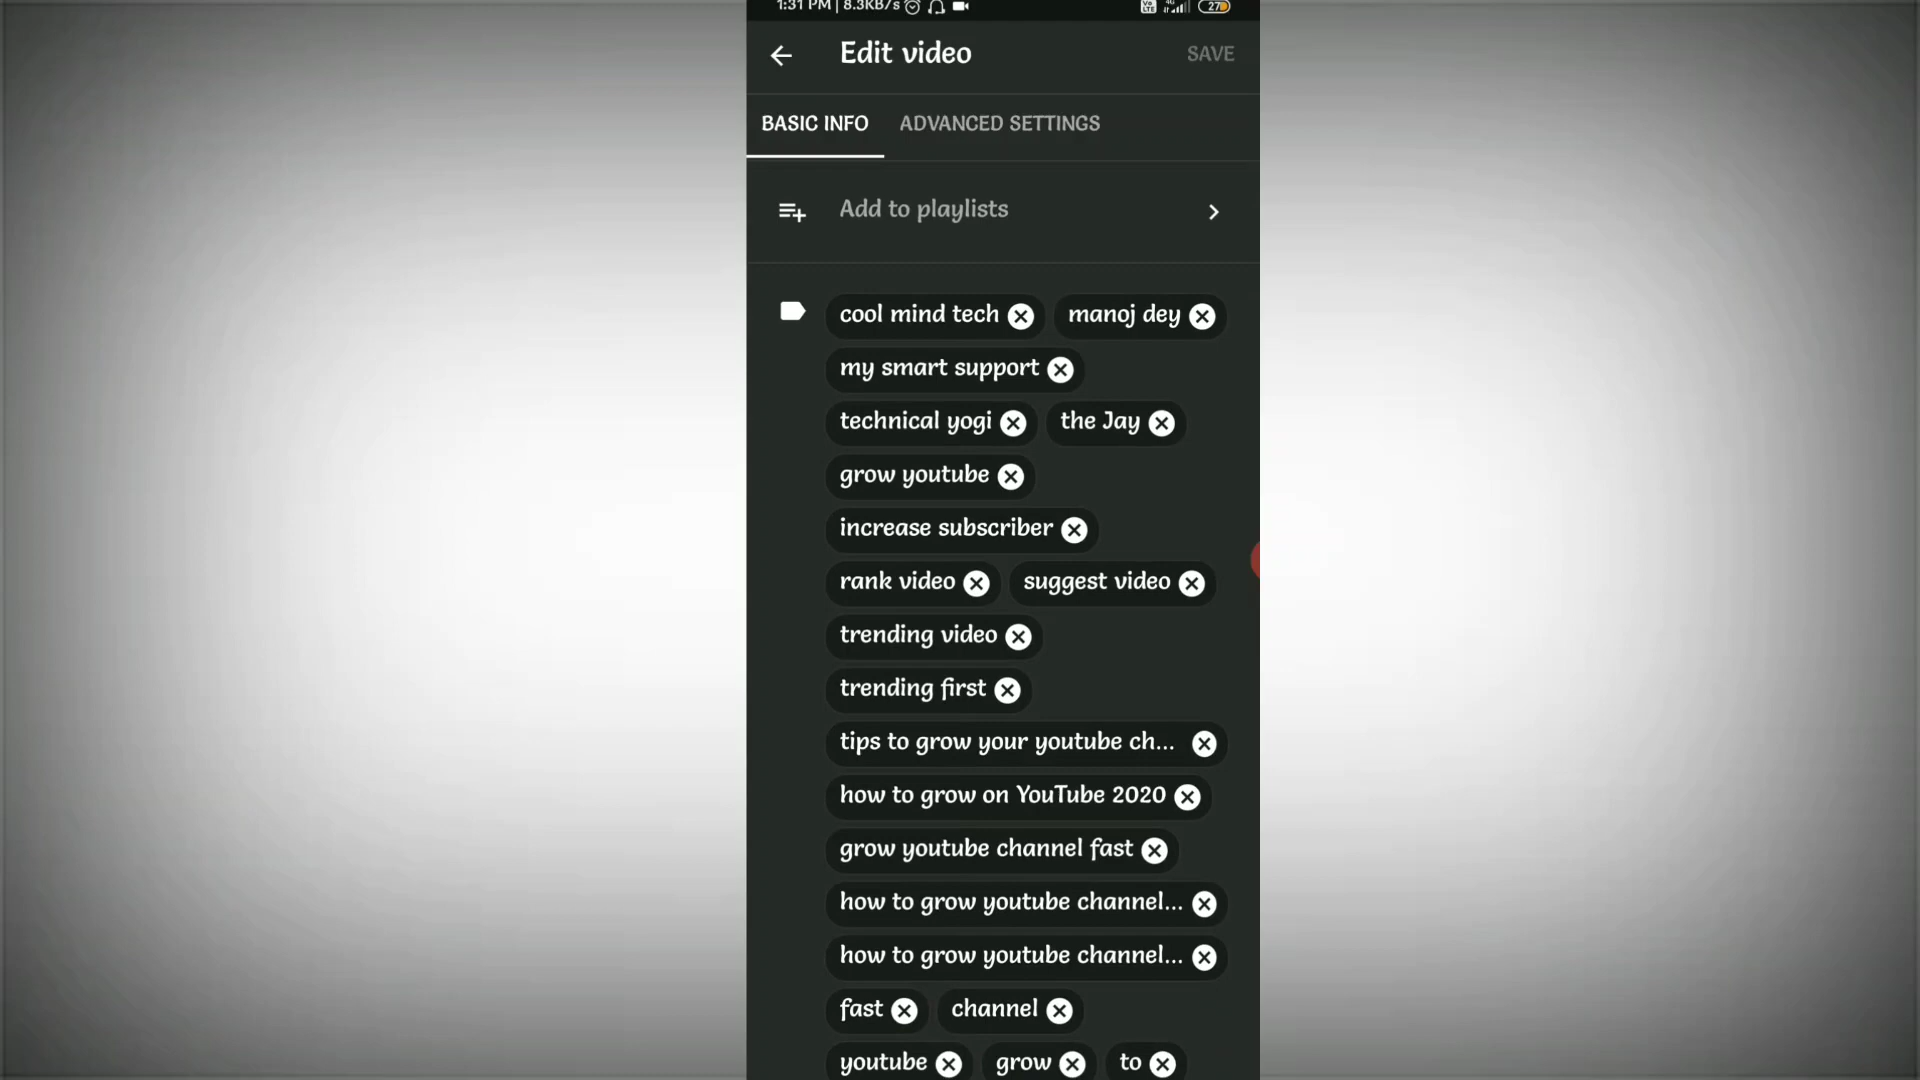 1:31 PM | 8.3KB/s 27
Edit video SAVE
BASIC INFO ADVANCED SETTINGS
Add to playlists
cool mind tech manoj dey
my smart support
technical yogi the Jay
grow youtube
increase subscriber
rank video suggest video
trending video
trending first
tips to grow your youtube ch...
how to grow on YouTube 2020
grow youtube channel fast
how to grow youtube channel...
how to grow youtube channel...
fast channel
youtube grow to